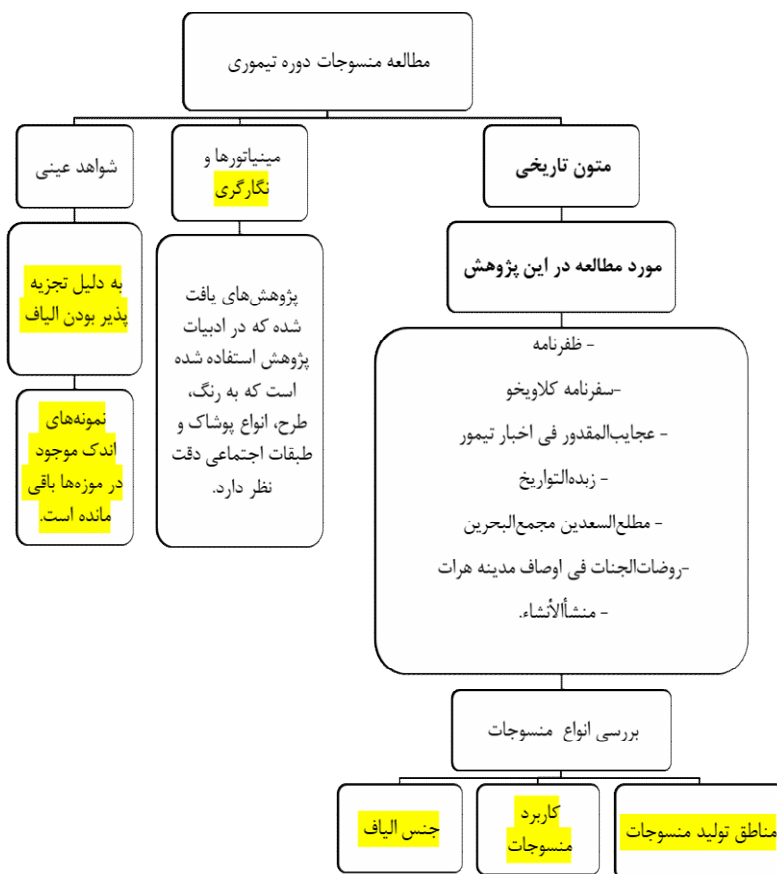 مطالعه منسوجات دوره تیموری
متون تاریخی
مینیاتورها و
نگارگری
شواهد عینی
مورد مطالعه در این پژوهش
پژوهش‌های یافت
شده که در ادبیات
پژوهش استفاده شده
است که به رنگ،
طرح، انواع پوشاک و
طبقات اجتماعی دقت
نظر دارد.
به دلیل تجزیه
پذیر بودن الیاف
نمونه‌های
اندک موجود
در موزه‌ها باقی
مانده است.
- ظفرنامه
-سفرنامه کلاویخو
- عجایب‌المقدور فی اخبار تیمور
- زبده‌التواریخ
- مطلع‌السعدین مجمع‌البحرین
-روضات‌الجنات فی اوصاف مدینه هرات
- منشأالأنشاء.
بررسی انواع منسوجات
مناطق تولید منسوجات
کاربرد
منسوجات
جنس الیاف